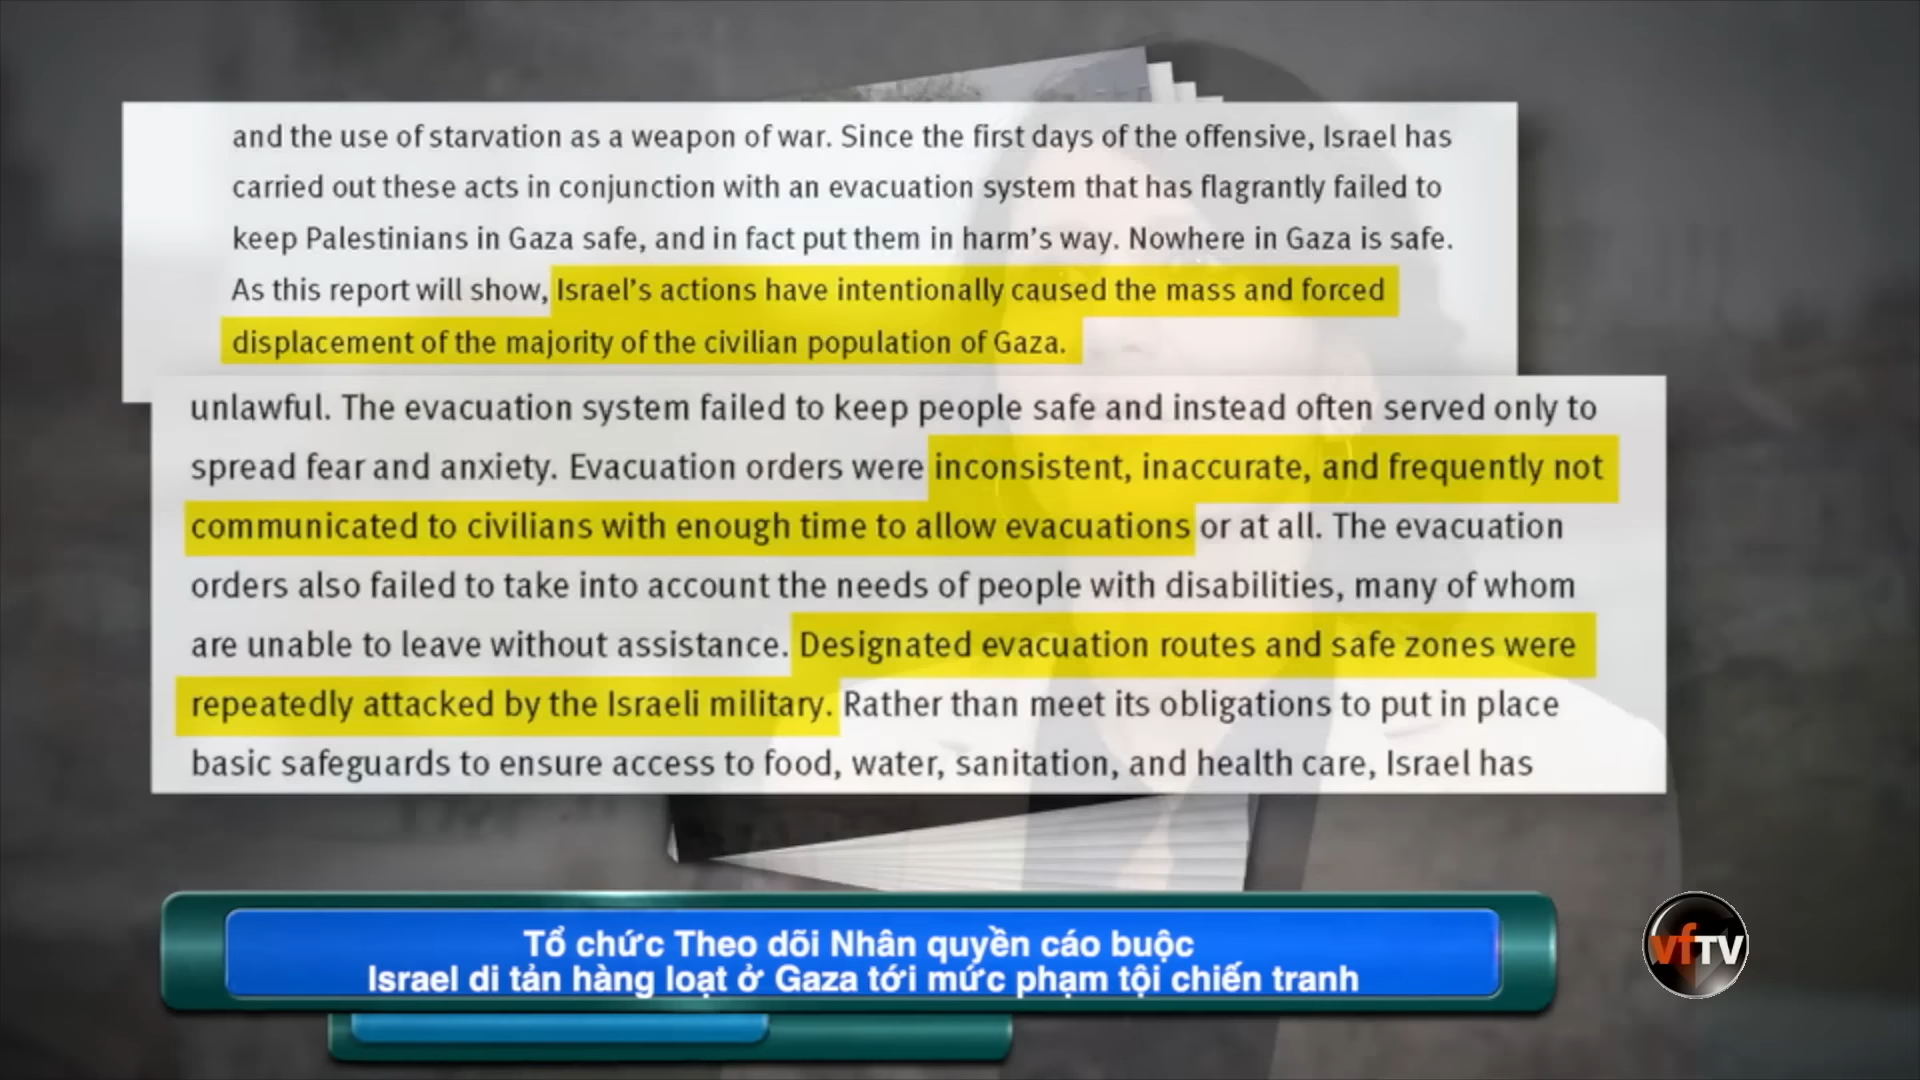 and the use of starvation as a weapon of war. Since the first days of the offensive, Israel has
carried out these acts in conjunction with an evacuation system that has flagrantly failed to
keep Palestinians in Gaza safe, and in fact put them in harm’s way. Nowhere in Gaza is safe.
As this report will show, Israel’s actions have intentionally caused the mass and forced
displacement of the majority of the civilian population of Gaza.
unlawful. The evacuation system failed to keep people safe and instead often served only to
spread fear and anxiety. Evacuation orders were inconsistent, inaccurate, and frequently not
communicated to civilians with enough time to allow evacuations or at all. The evacuation
orders also failed to take into account the needs of people with disabilities, many of whom
are unable to leave without assistance. Designated evacuation routes and safe zones were
repeatedly attacked by the Israeli military. Rather than meet its obligations to put in place
basic safeguards to ensure access to food, water, sanitation, and health care, Israel has
Tổ chức Theo dõi Nhân quyền cáo buộc
Israel di tản hàng loạt ở Gaza tới mức phạm tội chiến tranh
vfTV